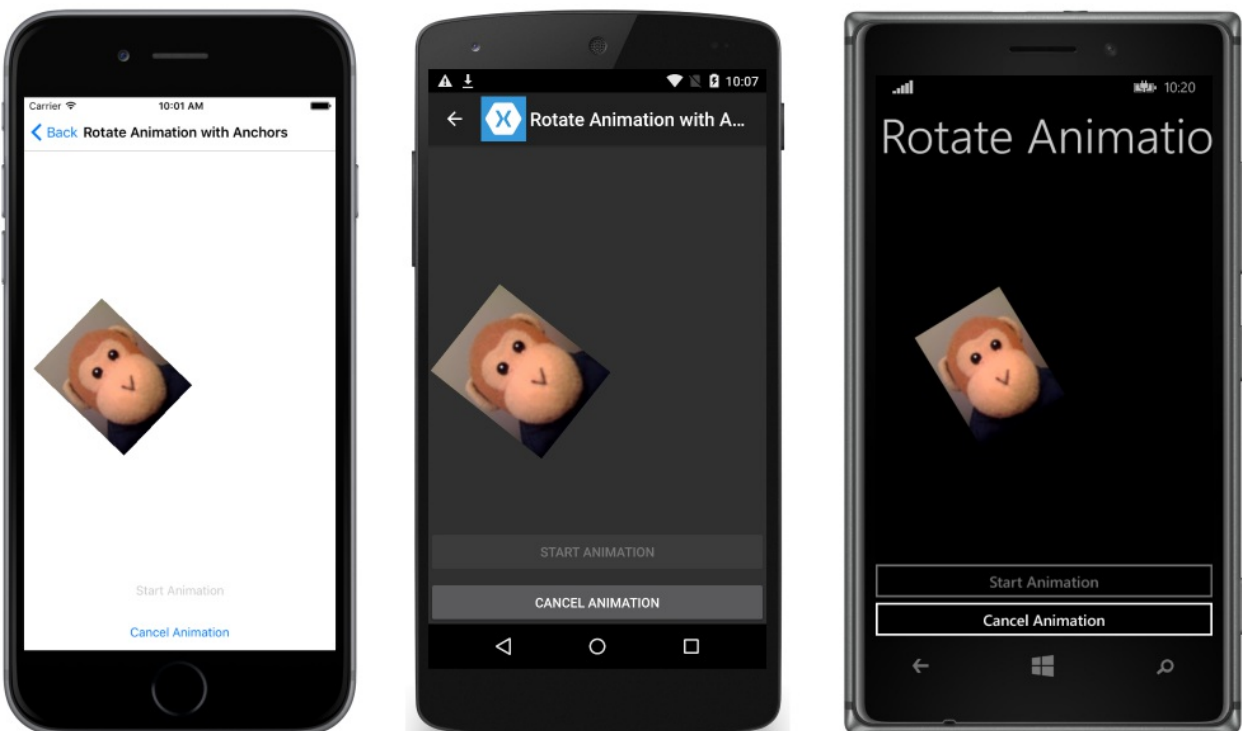 Carrier 10:01 AM
Back Rotate Animation with Anchors
Start Animation
Cancel Animation
10:07
Rotate Animation with A...
START ANIMATION
CANCEL ANIMATION
10:20
Rotate Animatio
Start Animation
Cancel Animation